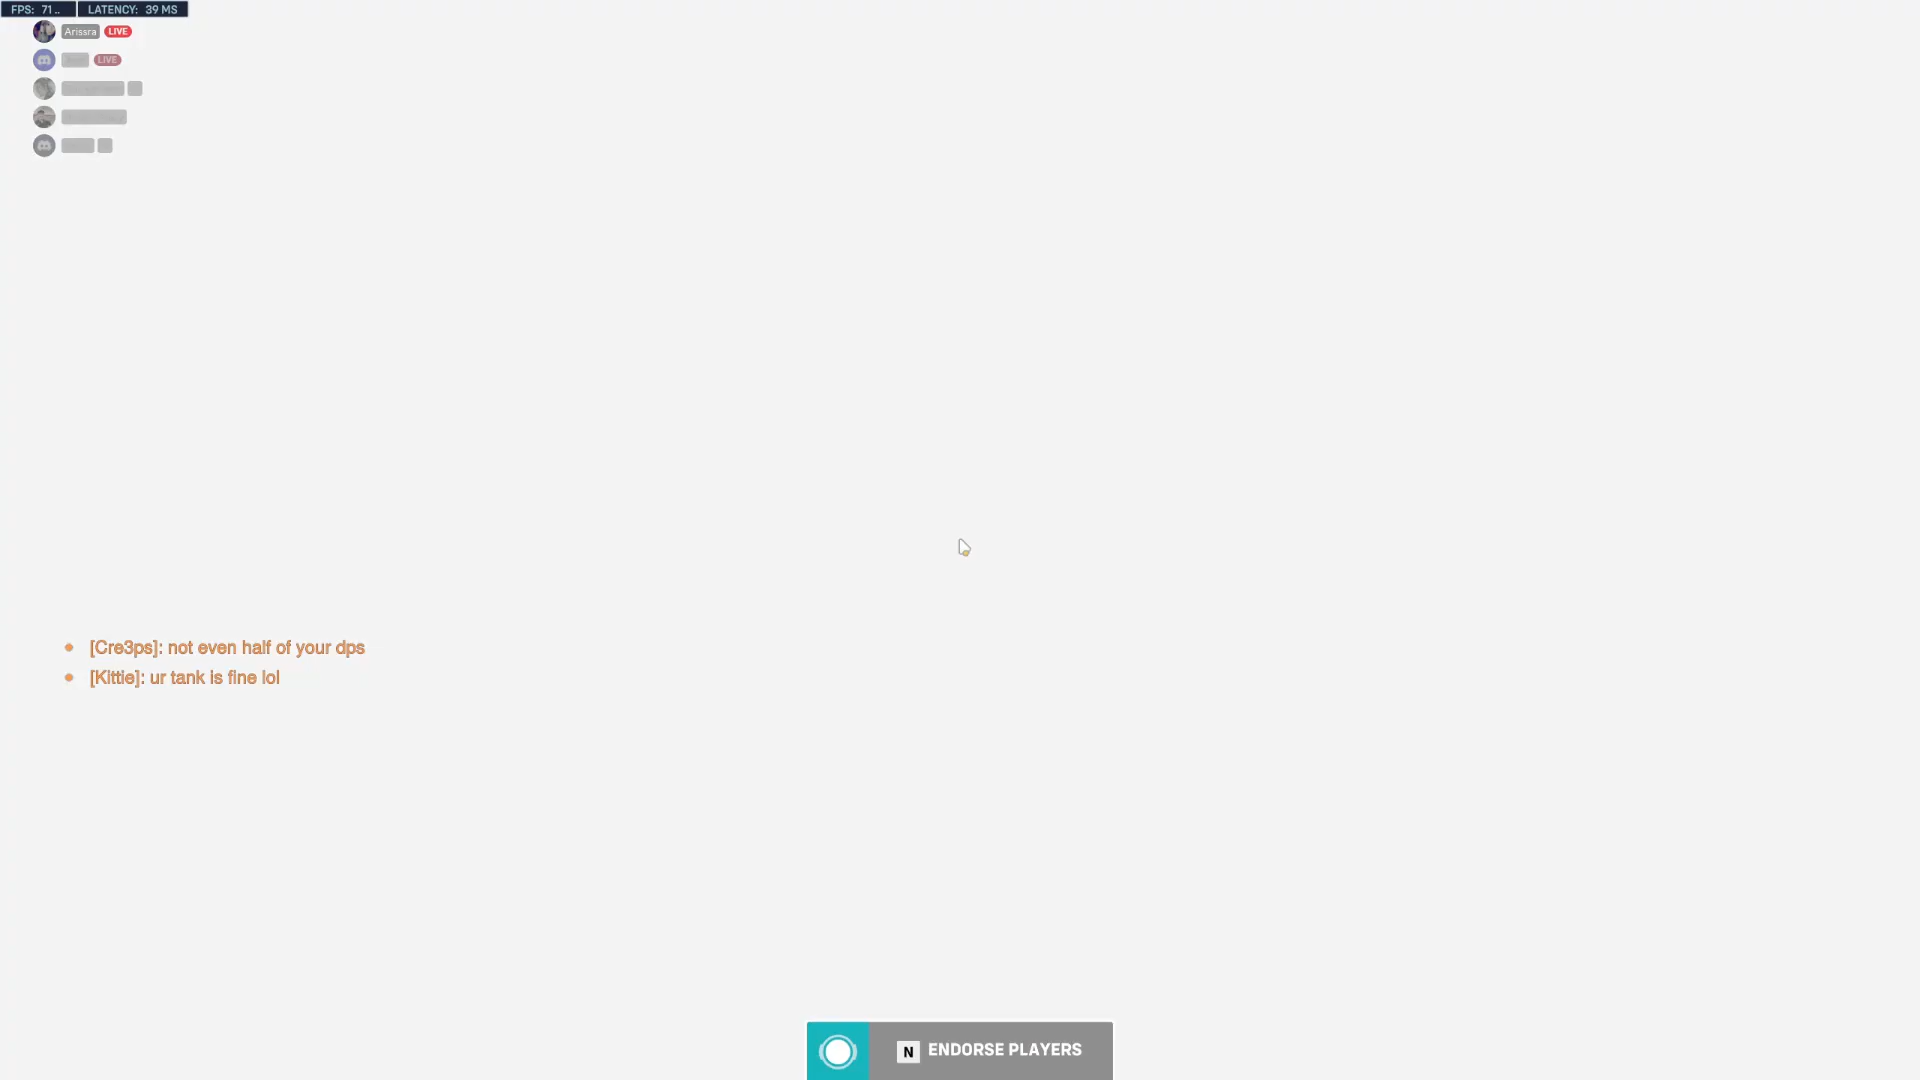 FPS: 71 .. LATENCY: 39 MS
Arissra LIVE
LIVE
[Cre3ps]: not even half of your dps
[Kittie]: ur tank is fine lol
N ENDORSE PLAYERS